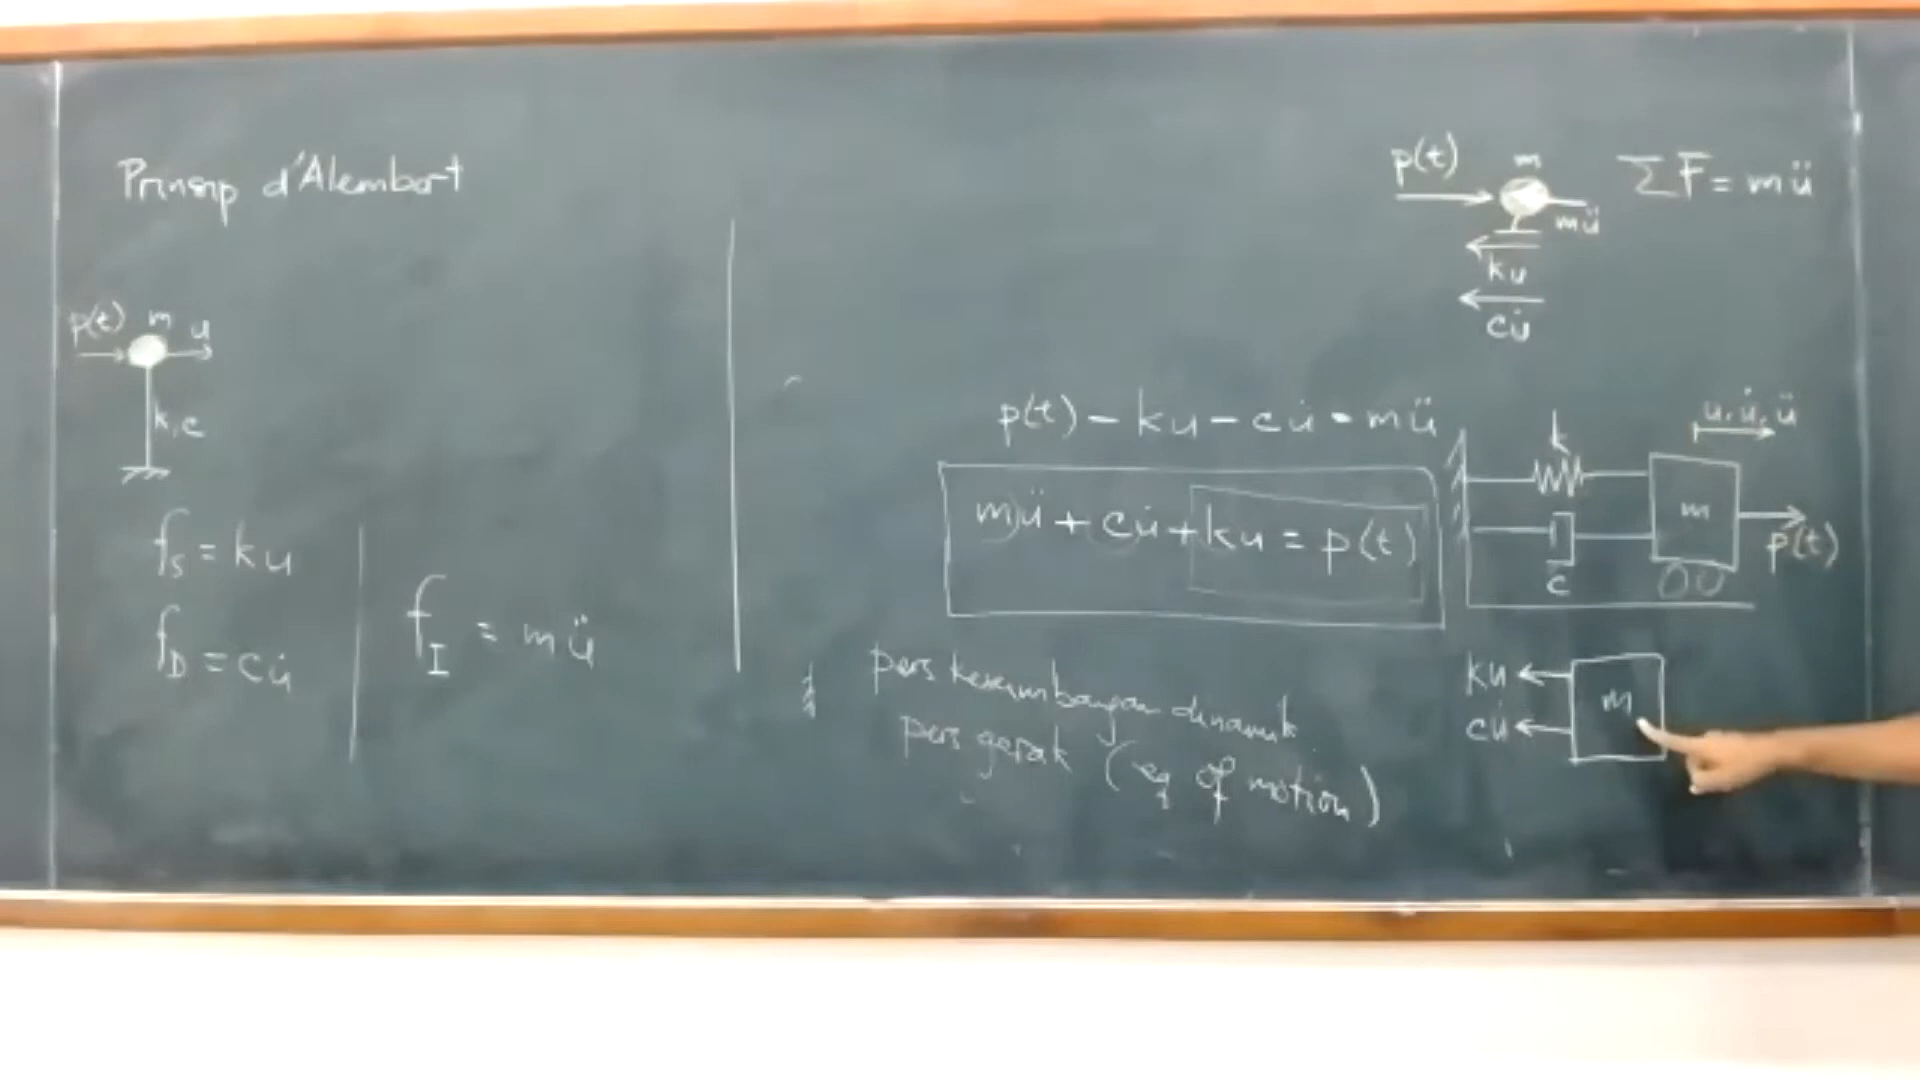 Prinsip d'Alembert
p(t) m u
k, c
fS = ku
fD = cu̇
fI = mü
p(t) m ΣF = mü
mü
ku
cu̇
p(t) - ku - cu̇ = mü
mü + cu̇ + ku = p(t)
pers keseimbangan dinamik
pers gerak (eq of motion)
u, u̇, ü
k
m
p(t)
c
ku
m
cu̇